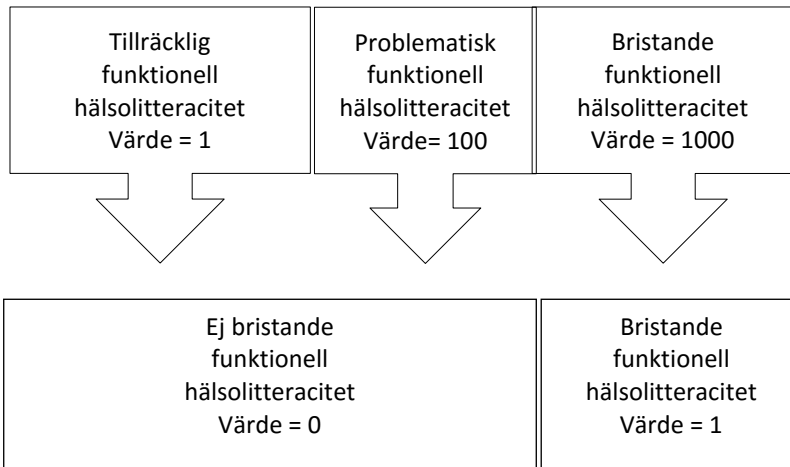 Tillräcklig
funktionell
hälsolitteracitet
Värde = 1
Problematisk
funktionell
hälsolitteracitet
Värde= 100
Bristande
funktionell
hälsolitteracitet
Värde = 1000
Ej bristande
funktionell
hälsolitteracitet
Värde = 0
Bristande
funktionell
hälsolitteracitet
Värde = 1